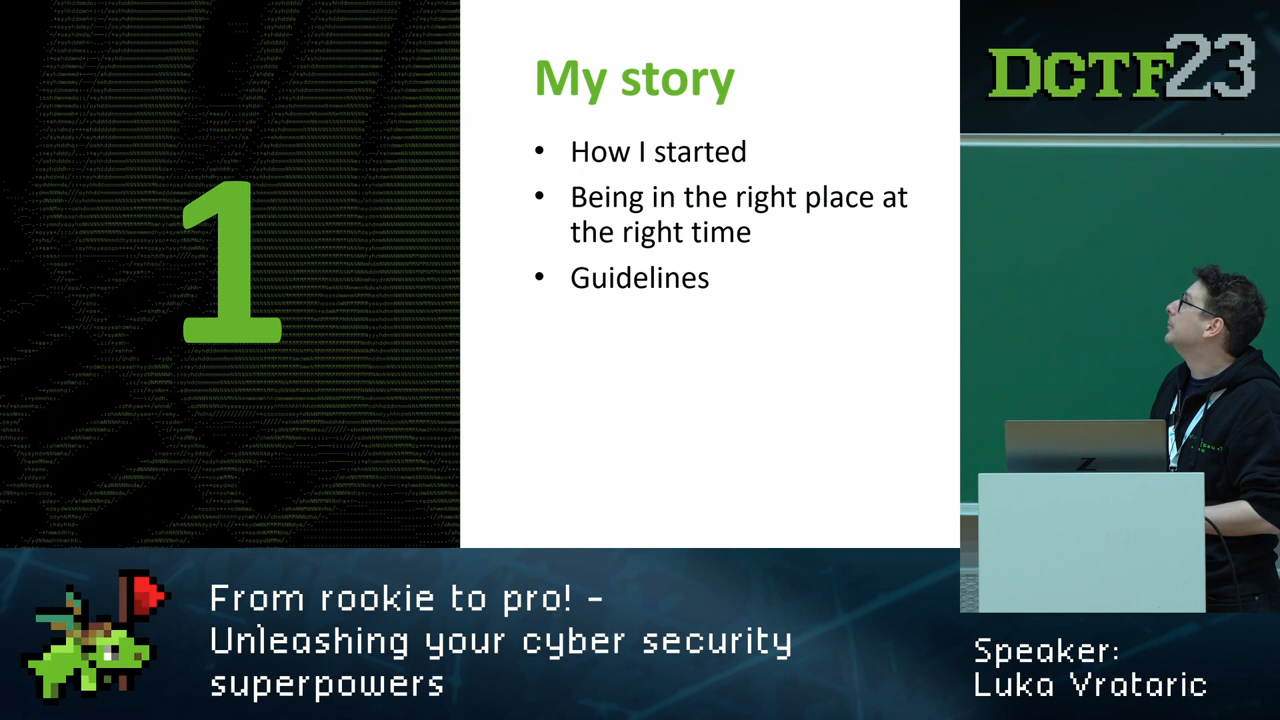 1
My story
• How I started
• Being in the right place at
the right time
• Guidelines
DCTF23
Z
From rookie to pro! -
Unleashing your cyber security
superpowers
Speaker:
Luka Vrataric